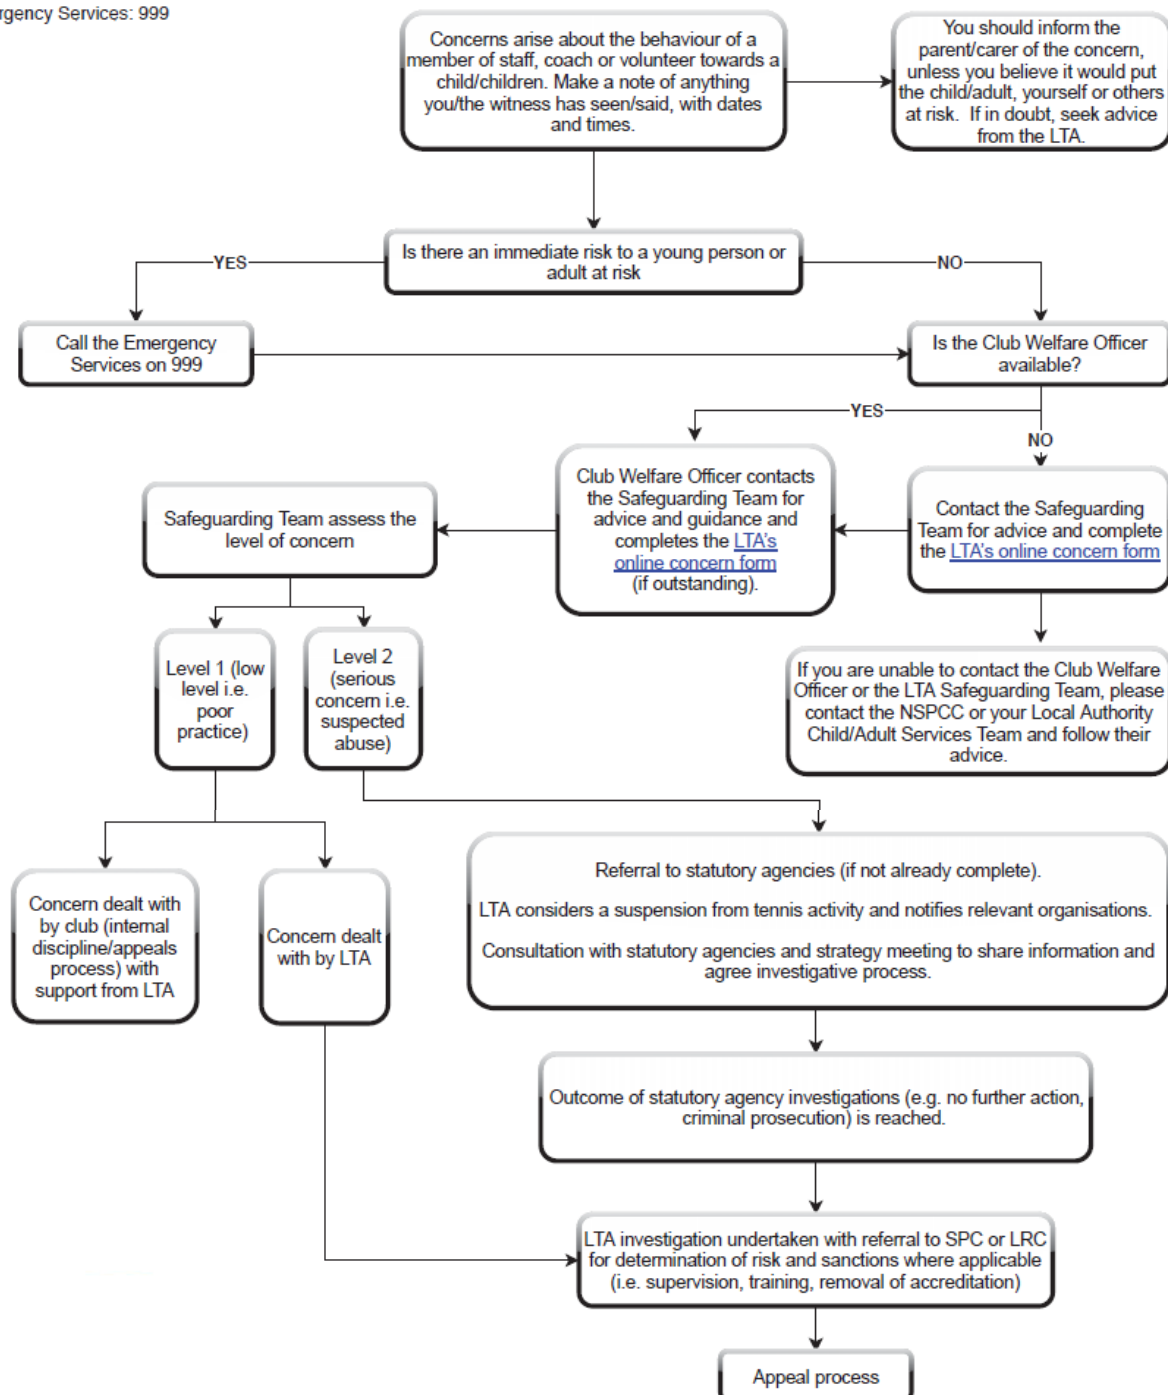 rgency Services: 999
Concerns arise about the behaviour of a
member of staff, coach or volunteer towards a
child/children. Make a note of anything
you/the witness has seen/said, with dates
and times.
You should inform the
parent/carer of the concern,
unless you believe it would put
the child/adult, yourself or others
at risk. If in doubt, seek advice
from the LTA.
Is there an immediate risk to a young person or
adult at risk
YES
NO
Call the Emergency
Services on 999
Is the Club Welfare Officer
available?
YES
NO
Club Welfare Officer contacts
the Safeguarding Team for
advice and guidance and
completes the LTA's
online concern form
(if outstanding).
Contact the Safeguarding
Team for advice and complete
the LTA's online concern form
Safeguarding Team assess the
level of concern
Level 1 (low
level i.e.
poor
practice)
Level 2
(serious
concern i.e.
suspected
abuse)
If you are unable to contact the Club Welfare
Officer or the LTA Safeguarding Team, please
contact the NSPCC or your Local Authority
Child/Adult Services Team and follow their
advice.
Concern dealt with
by club (internal
discipline/appeals
process) with
support from LTA
Concern dealt
with by LTA
Referral to statutory agencies (if not already complete).
LTA considers a suspension from tennis activity and notifies relevant organisations.
Consultation with statutory agencies and strategy meeting to share information and
agree investigative process.
Outcome of statutory agency investigations (e.g. no further action,
criminal prosecution) is reached.
LTA investigation undertaken with referral to SPC or LRC
for determination of risk and sanctions where applicable
(i.e. supervision, training, removal of accreditation)
Appeal process